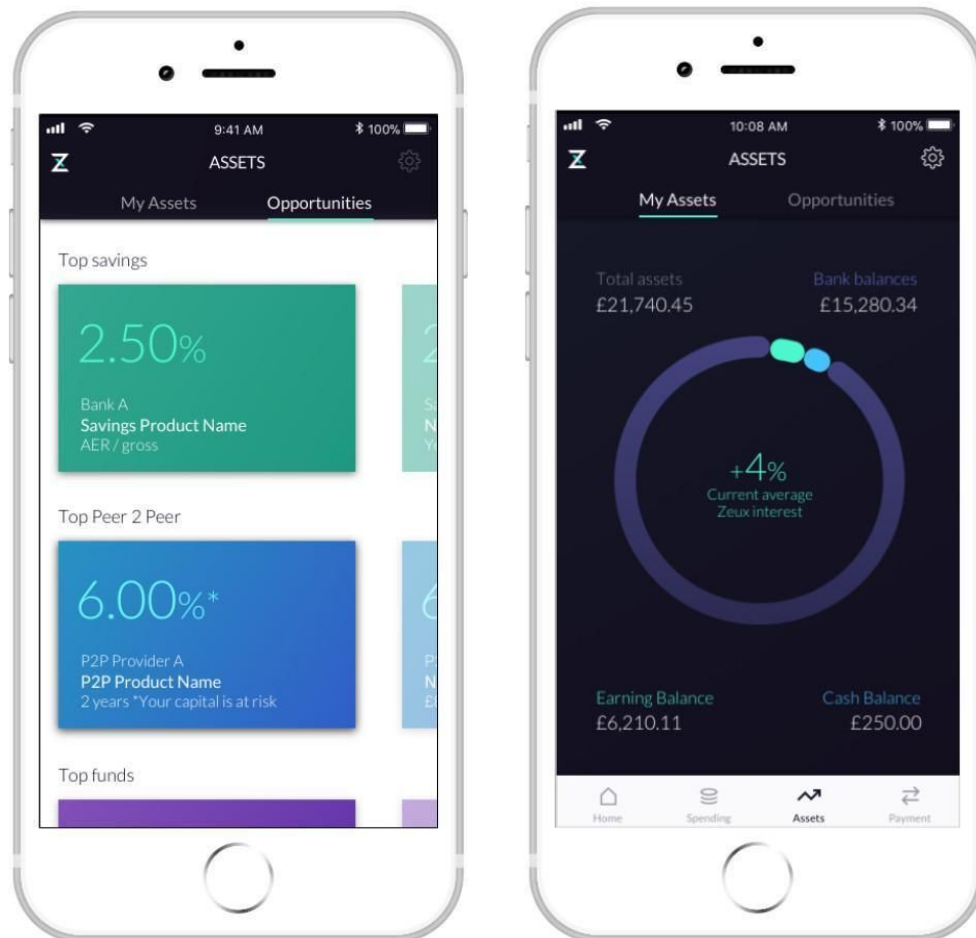 9:41 AM
100%
Z
ASSETS
My Assets
Opportunities
Top savings
2.50%
Bank A
Savings Product Name
AER / gross
2
S
N
Y
Top Peer 2 Peer
6.00%*
P2P Provider A
P2P Product Name
2 years *Your capital is at risk
6
P
N
£
Top funds
10:08 AM
100%
Z
ASSETS
My Assets
Opportunities
Total assets
£21,740.45
Bank balances
£15,280.34
+4%
Current average
Zeux interest
Earning Balance
£6,210.11
Cash Balance
£250.00
Home
Spending
Assets
Payment